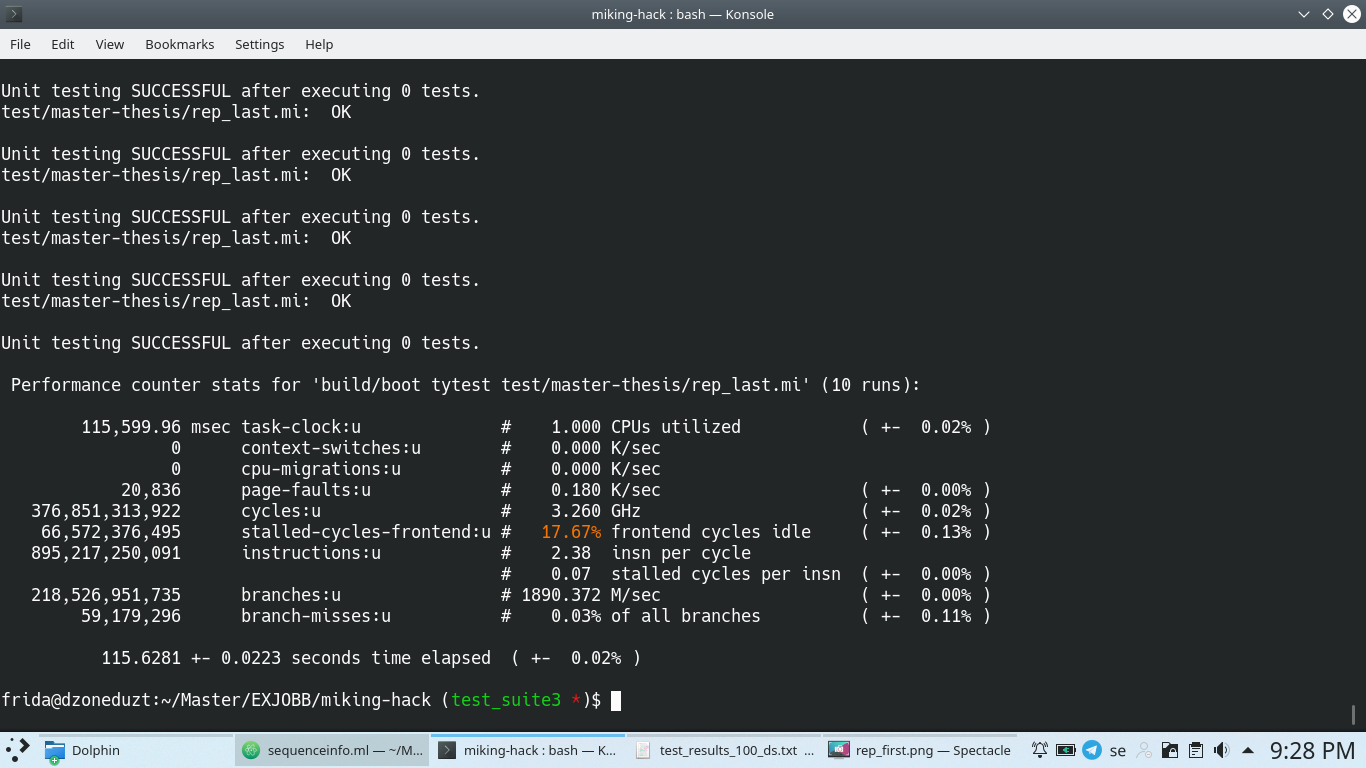 miking-hack : bash — Konsole
File Edit View Bookmarks Settings Help
Unit testing SUCCESSFUL after executing 0 tests.
test/master-thesis/rep_last.mi:  OK
Unit testing SUCCESSFUL after executing 0 tests.
test/master-thesis/rep_last.mi:  OK
Unit testing SUCCESSFUL after executing 0 tests.
test/master-thesis/rep_last.mi:  OK
Unit testing SUCCESSFUL after executing 0 tests.
test/master-thesis/rep_last.mi:  OK
Unit testing SUCCESSFUL after executing 0 tests.
Performance counter stats for 'build/boot tytest test/master-thesis/rep_last.mi' (10 runs):
115,599.96 msec task-clock:u # 1.000 CPUs utilized ( +- 0.02% )
0 context-switches:u # 0.000 K/sec
0 cpu-migrations:u # 0.000 K/sec
20,836 page-faults:u # 0.180 K/sec ( +- 0.00% )
376,851,313,922 cycles:u # 3.260 GHz ( +- 0.02% )
66,572,376,495 stalled-cycles-frontend:u # 17.67% frontend cycles idle ( +- 0.13% )
895,217,250,091 instructions:u # 2.38 insn per cycle
# 0.07 stalled cycles per insn ( +- 0.00% )
218,526,951,735 branches:u # 1890.372 M/sec ( +- 0.00% )
59,179,296 branch-misses:u # 0.03% of all branches ( +- 0.11% )
115.6281 +- 0.0223 seconds time elapsed ( +- 0.02% )
frida@dzoneduzt:~/Master/EXJOBB/miking-hack (test_suite3 *)$
Dolphin sequenceinfo.ml — ~/M... miking-hack : bash — K... test_results_100_ds.txt ... rep_first.png — Spectacle se 9:28 PM